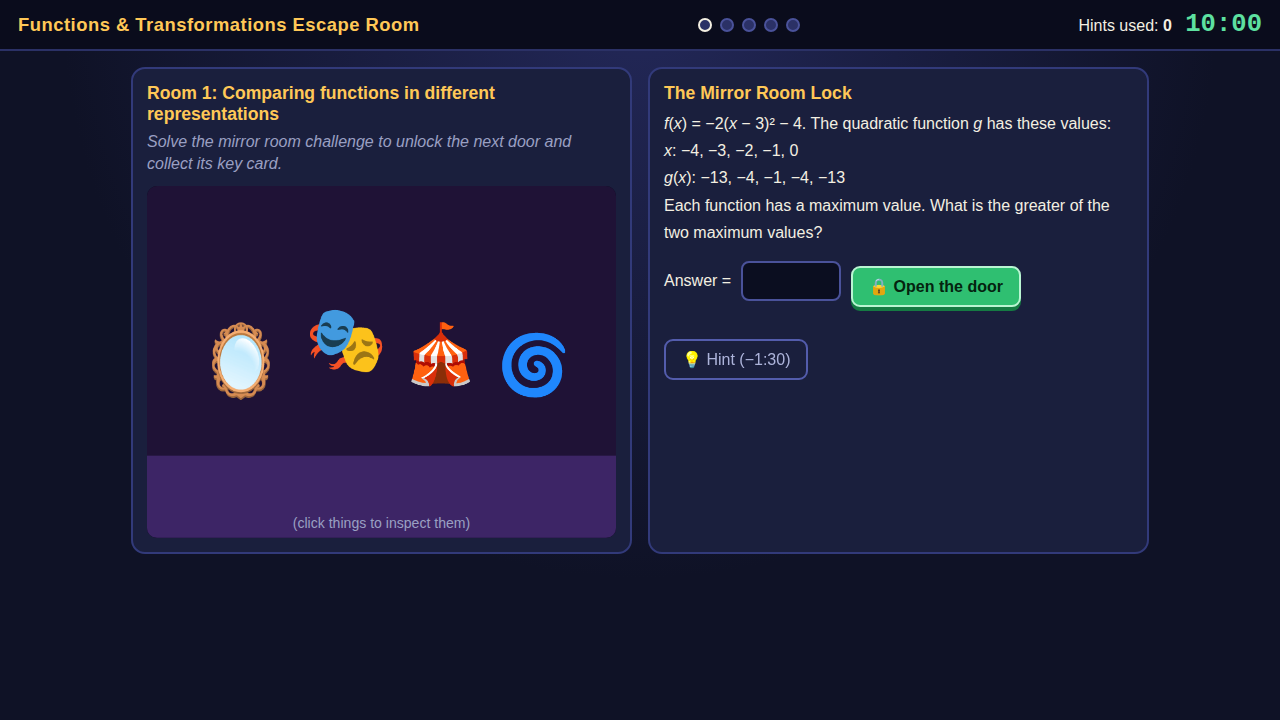 Functions & Transformations Escape Room
Hints used: 0 10:00
Room 1: Comparing functions in different
representations
Solve the mirror room challenge to unlock the next door and
collect its key card.
(click things to inspect them)
The Mirror Room Lock
f(x) = −2(x − 3)² − 4. The quadratic function g has these values:
x: −4, −3, −2, −1, 0
g(x): −13, −4, −1, −4, −13
Each function has a maximum value. What is the greater of the
two maximum values?
Answer =
🔒 Open the door
💡 Hint (−1:30)